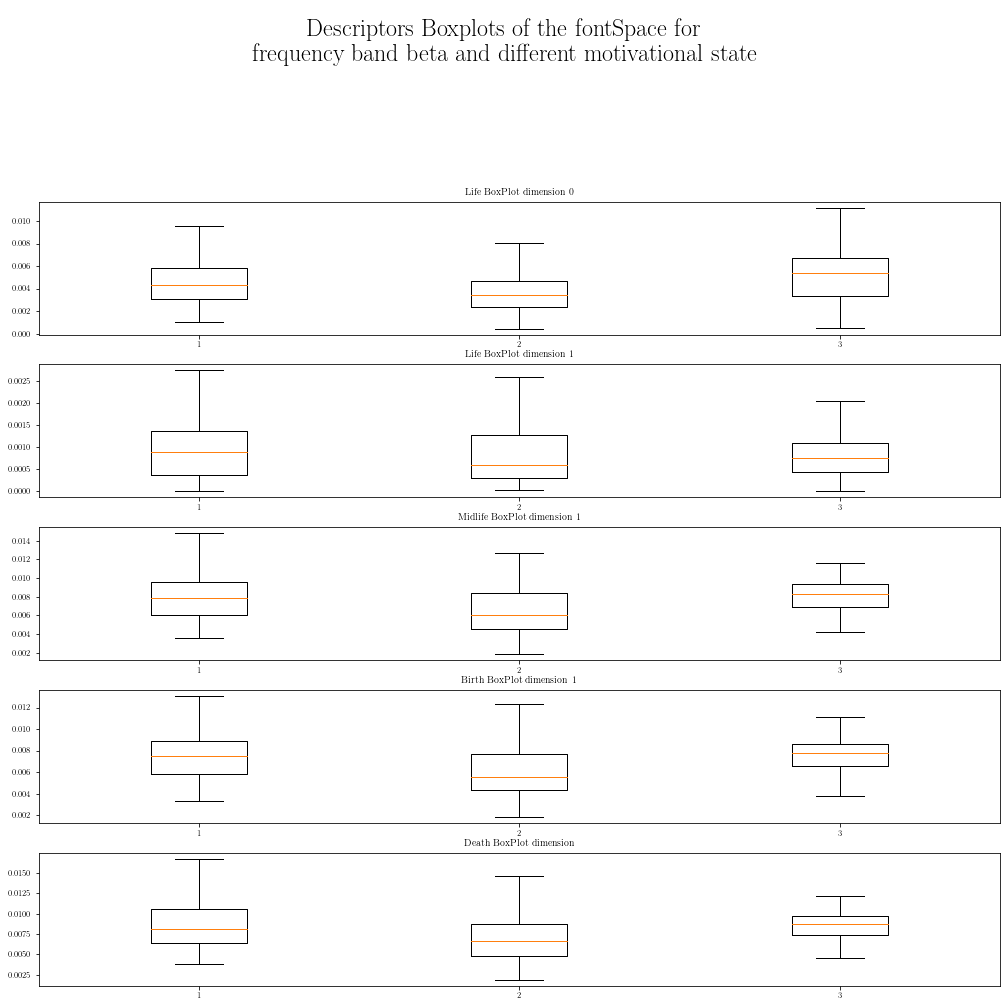 Descriptors Boxplots of the fontSpace for
frequency band beta and different motivational state
Life BoxPlot dimension 0
0.010
0.008
0.006
0.004
0.002
0.000
1 2 3
Life BoxPlot dimension 1
0.0025
0.0020
0.0015
0.0010
0.0005
0.0000
1 2 3
Midlife BoxPlot dimension 1
0.014
0.012
0.010
0.008
0.006
0.004
0.002
1 2 3
Birth BoxPlot dimension 1
0.012
0.010
0.008
0.006
0.004
0.002
1 2 3
Death BoxPlot dimension
0.0150
0.0125
0.0100
0.0075
0.0050
0.0025
1 2 3